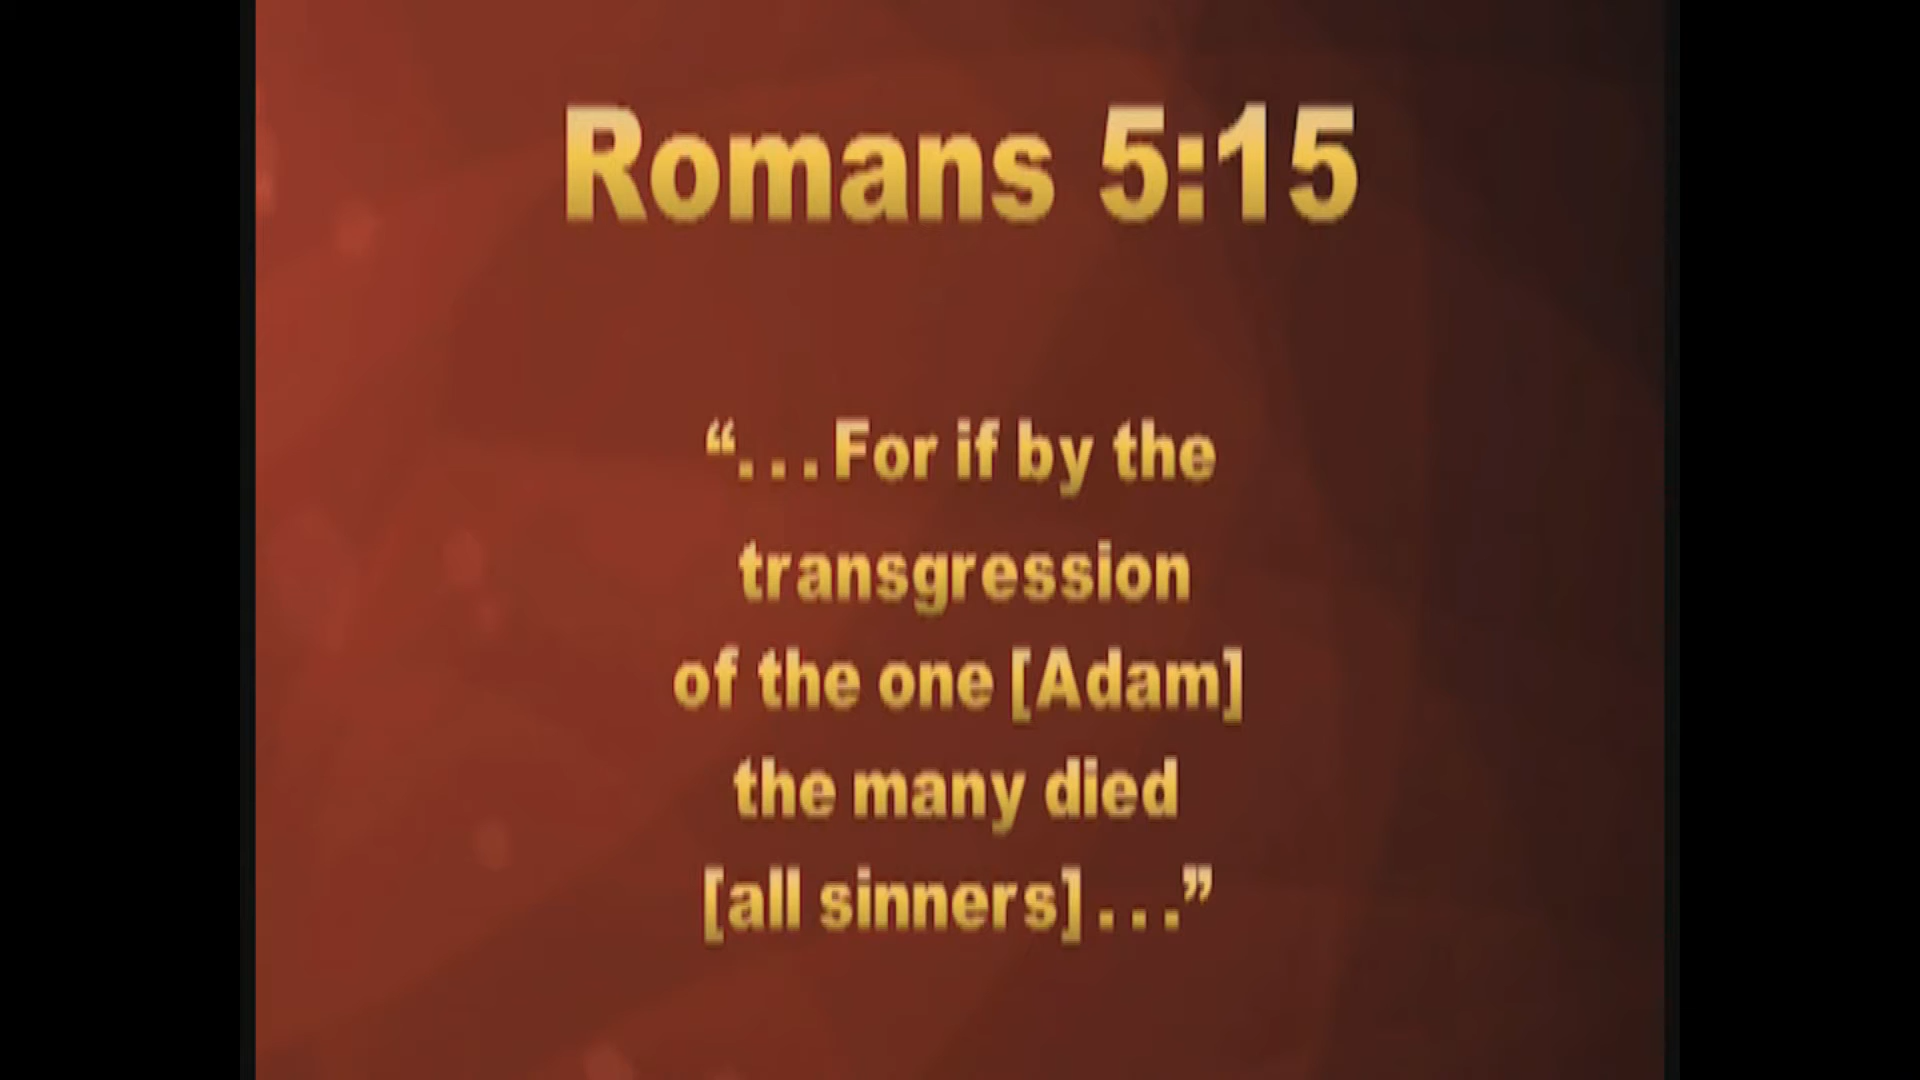 Romans 5:15
“. . . For if by the
transgression
of the one [Adam]
the many died
[all sinners] . . .”